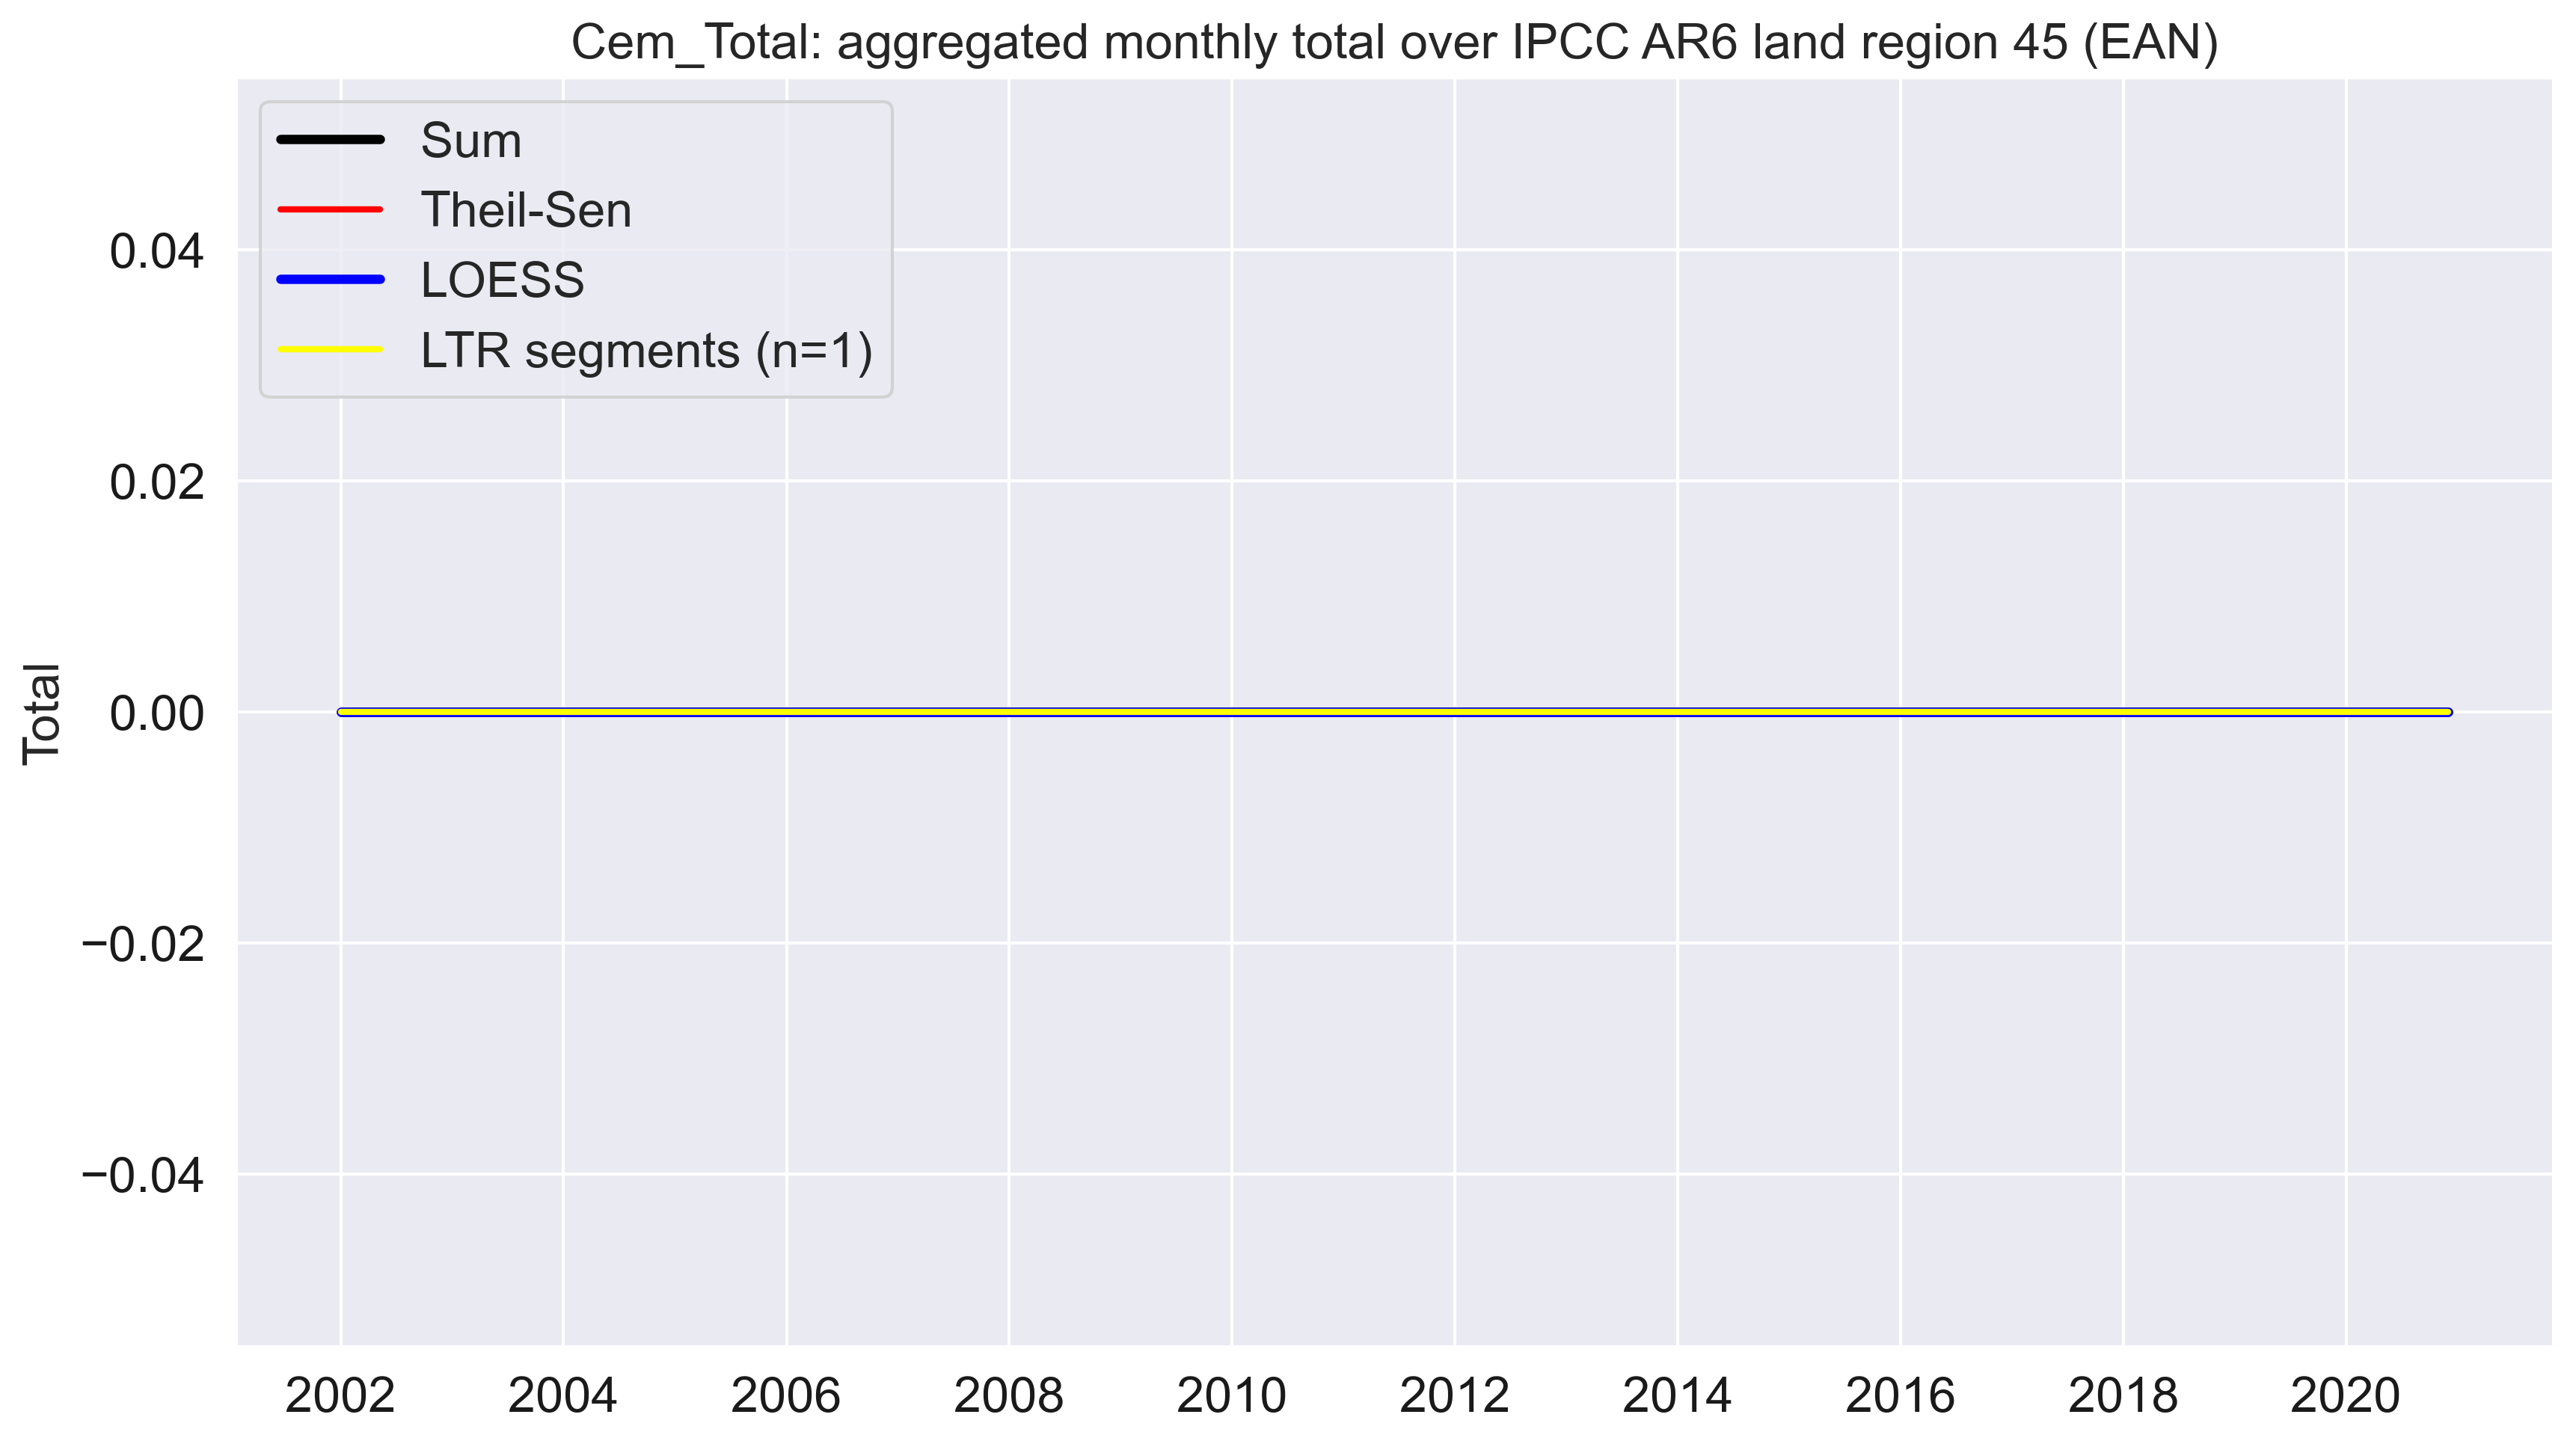 Cem_Total: aggregated monthly total over IPCC AR6 land region 45 (EAN)
Sum
Theil-Sen
LOESS
LTR segments (n=1)
0.04
0.02
0.00
−0.02
−0.04
Total
2002 2004 2006 2008 2010 2012 2014 2016 2018 2020